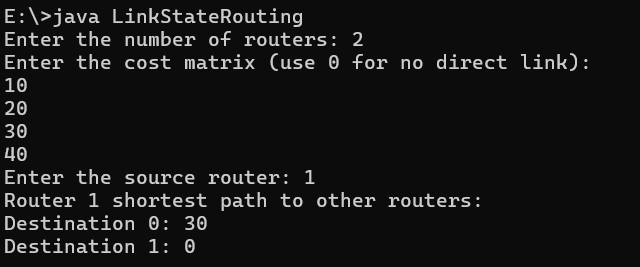 E:\>java LinkStateRouting
Enter the number of routers: 2
Enter the cost matrix (use 0 for no direct link):
10
20
30
40
Enter the source router: 1
Router 1 shortest path to other routers:
Destination 0: 30
Destination 1: 0